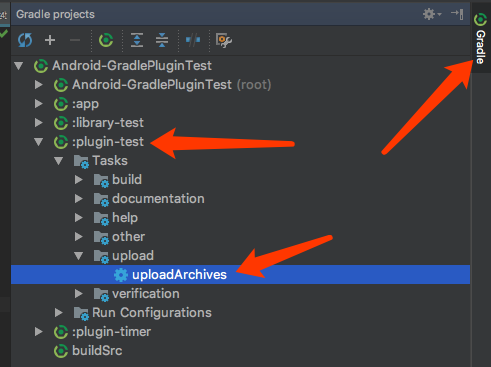 Gradle projects
Android-GradlePluginTest
Android-GradlePluginTest (root)
:app
:library-test
:plugin-test
Tasks
build
documentation
help
other
upload
uploadArchives
verification
Run Configurations
:plugin-timer
buildSrc
Gradle